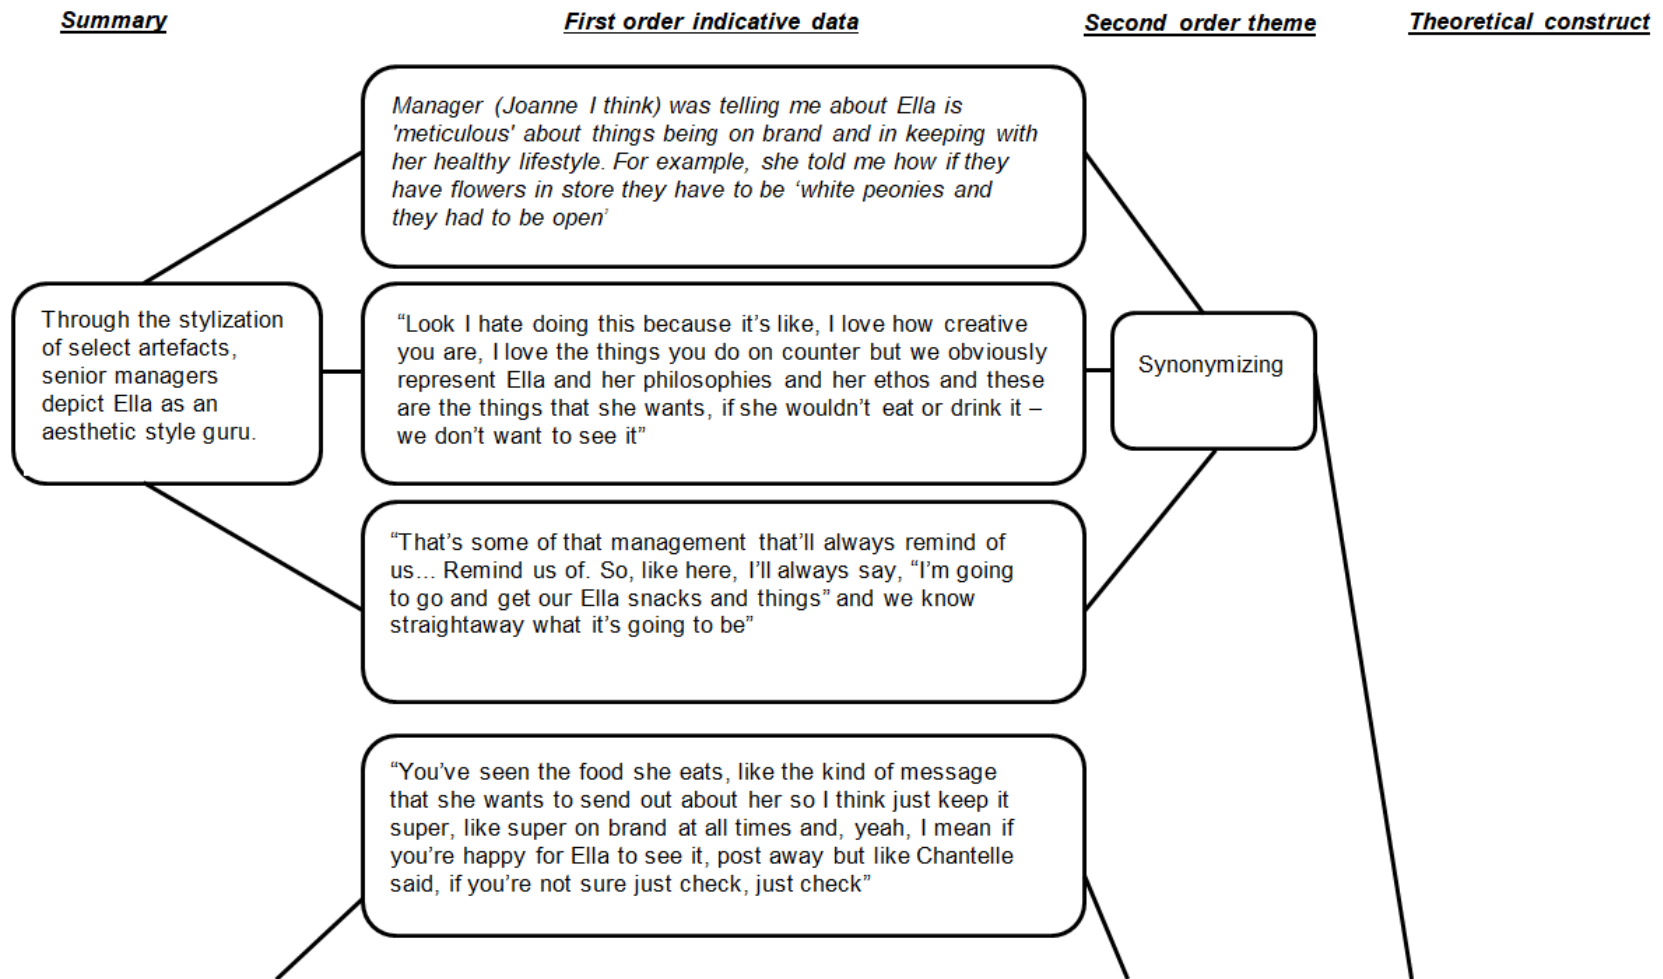 Summary
First order indicative data
Second order theme
Theoretical construct
Manager (Joanne I think) was telling me about Ella is
'meticulous' about things being on brand and in keeping with
her healthy lifestyle. For example, she told me how if they
have flowers in store they have to be ‘white peonies and
they had to be open’
Through the stylization
of select artefacts,
senior managers
depict Ella as an
aesthetic style guru.
“Look I hate doing this because it’s like, I love how creative
you are, I love the things you do on counter but we obviously
represent Ella and her philosophies and her ethos and these
are the things that she wants, if she wouldn’t eat or drink it –
we don’t want to see it”
Synonymizing
“That’s some of that management that’ll always remind of
us... Remind us of. So, like here, I’ll always say, “I’m going
to go and get our Ella snacks and things” and we know
straightaway what it’s going to be”
“You’ve seen the food she eats, like the kind of message
that she wants to send out about her so I think just keep it
super, like super on brand at all times and, yeah, I mean if
you’re happy for Ella to see it, post away but like Chantelle
said, if you’re not sure just check, just check”